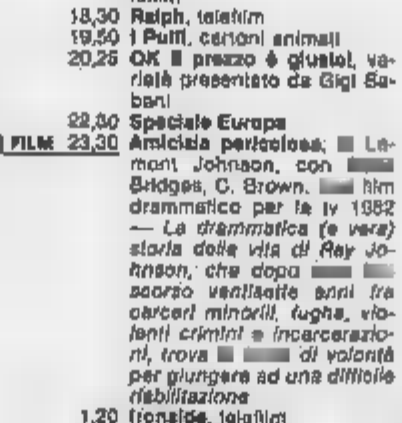 18,30 Ralph, telefilm
19,50 I Puffi, cartoni animati
20,25 OK Il prezzo è giusto!, va-
rietà presentato da Gigi Sa-
bani
22,30 Speciale Europa
FILM 23,30 Amicizia pericolosa; La-
mont Johnson, con
Bridges, C. Brown, film
drammatico per la tv 1982
— La drammatica (e vera)
storia della vita di Ray Jo-
hnson, che dopo
scorso ventisette anni fra
carceri minorili, fughe, vio-
lenti crimini e incarcerazio-
ni, trova di volontà
per giungere ad una difficile
riabilitazione
1,20 Ironside, telefilm